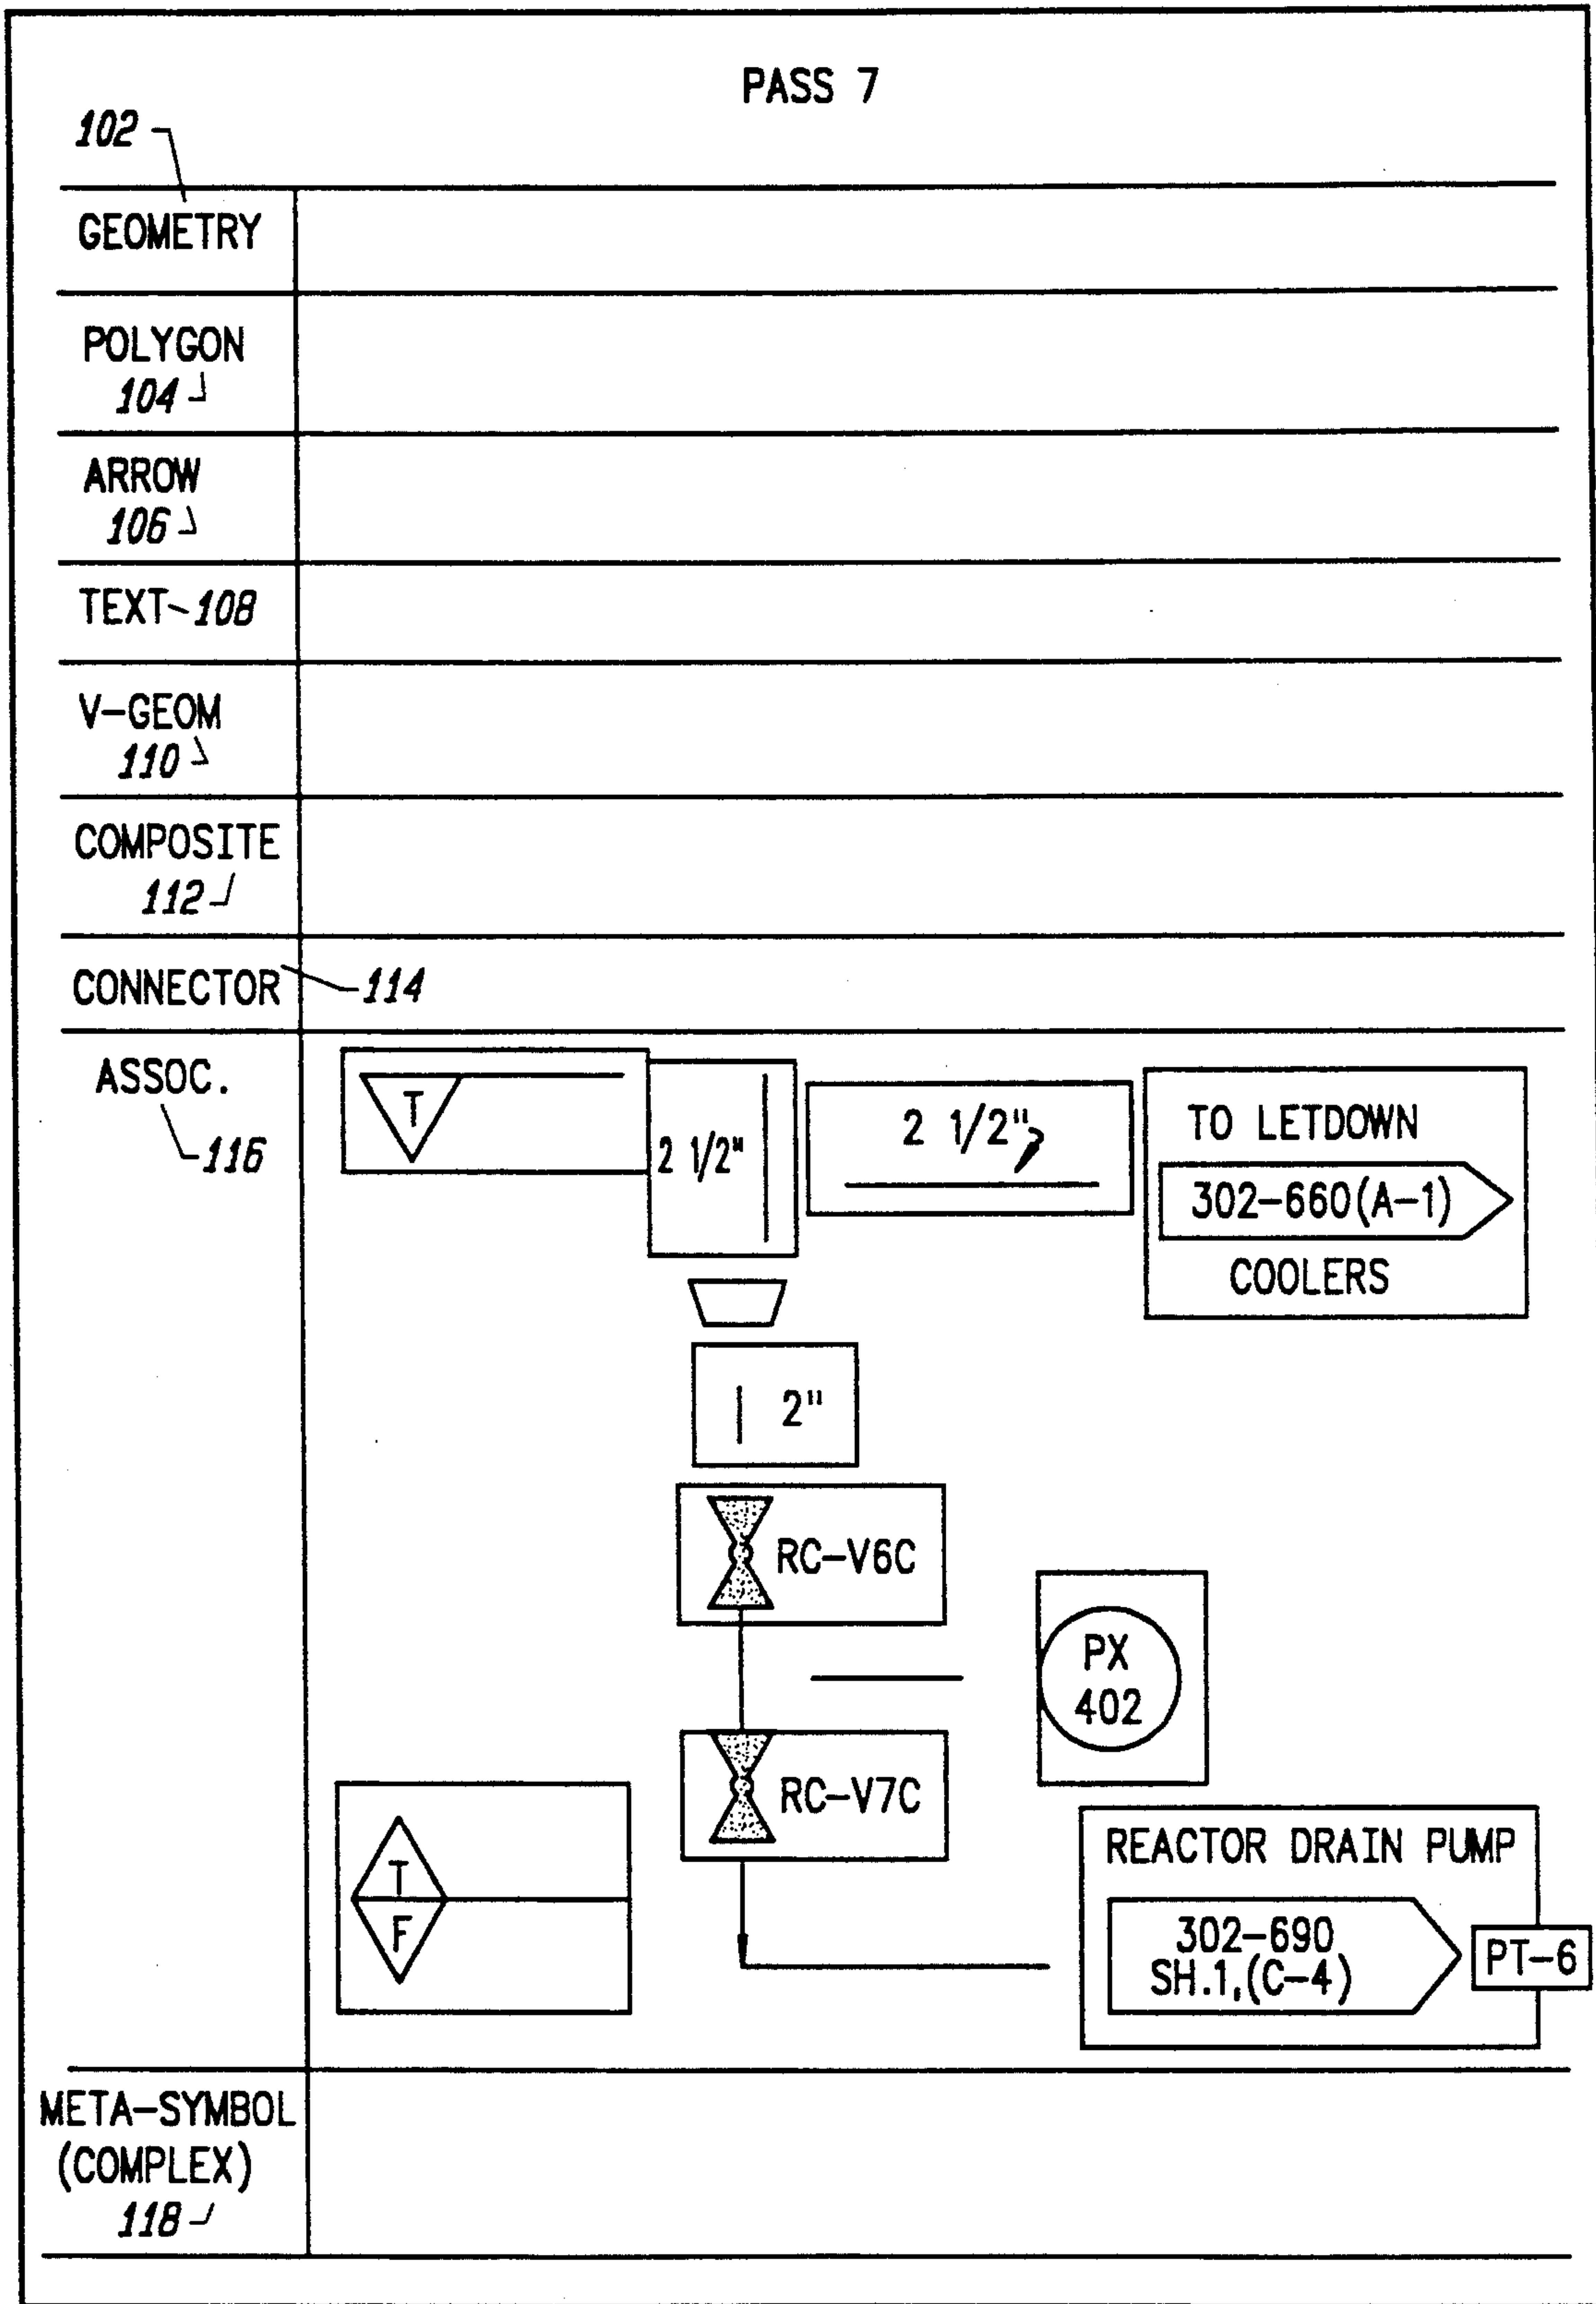 PASS 7
102
GEOMETRY
POLYGON
104
ARROW
106
TEXT 108
V-GEOM
110
COMPOSITE
112
CONNECTOR 114
ASSOC.
116
T
2 1/2"
2 1/2"
TO LETDOWN
302-660(A-1)
COOLERS
2"
RC-V6C
PX
402
RC-V7C
T
F
REACTOR DRAIN PUMP
302-690
SH.1,(C-4)
PT-6
META-SYMBOL
(COMPLEX)
118